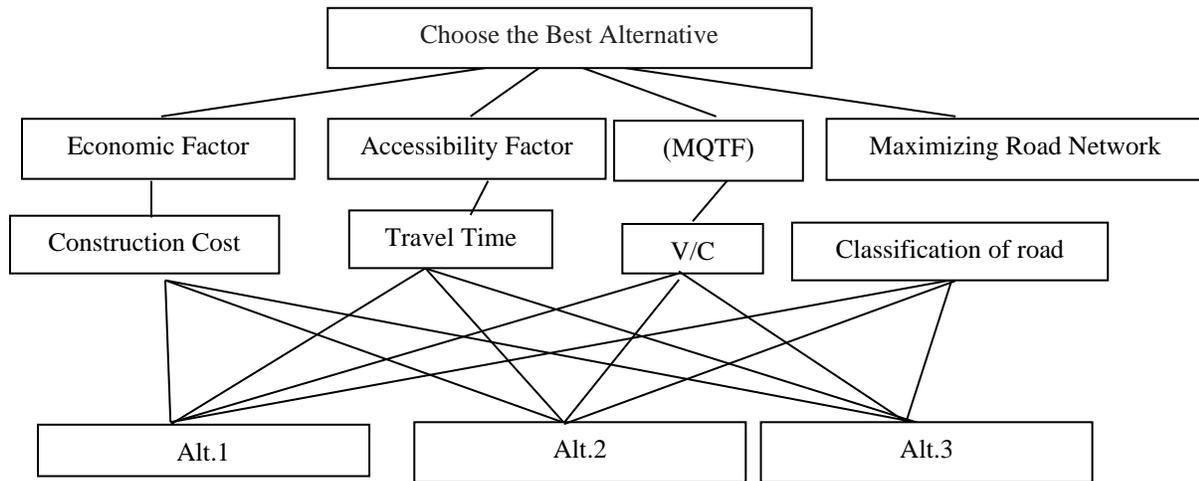 Choose the Best Alternative
Economic Factor
Accessibility Factor
(MQTF)
Maximizing Road Network
Construction Cost
Travel Time
V/C
Classification of road
Alt.1
Alt.2
Alt.3